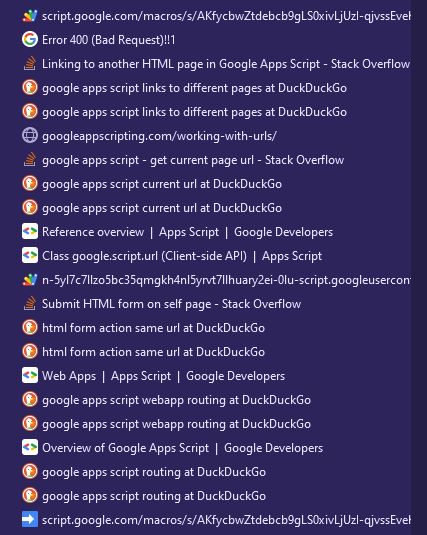 script.google.com/macros/s/AKfycbwZtdebcb9gLS0xivLjUzl-qjvssEveH
Error 400 (Bad Request)!!1
Linking to another HTML page in Google Apps Script - Stack Overflow
google apps script links to different pages at DuckDuckGo
google apps script links to different pages at DuckDuckGo
googleappscripting.com/working-with-urls/
google apps script - get current page url - Stack Overflow
google apps script current url at DuckDuckGo
google apps script current url at DuckDuckGo
Reference overview | Apps Script | Google Developers
Class google.script.url (Client-side API) | Apps Script
n-5yl7c7llzo5bc35qmgkh4nl5yrvt7llhuary2ei-0lu-script.googleusercont
Submit HTML form on self page - Stack Overflow
html form action same url at DuckDuckGo
html form action same url at DuckDuckGo
Web Apps | Apps Script | Google Developers
google apps script webapp routing at DuckDuckGo
google apps script webapp routing at DuckDuckGo
Overview of Google Apps Script | Google Developers
google apps script routing at DuckDuckGo
google apps script routing at DuckDuckGo
script.google.com/macros/s/AKfycbwZtdebcb9gLS0xivLjUzl-qjvssEveH